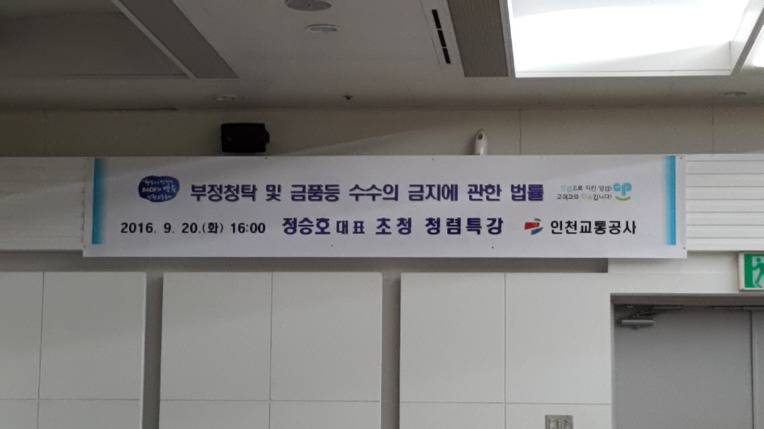 부정청탁 및 금품등 수수의 금지에 관한 법률
2016. 9. 20.(화) 16:00 정승호 대표 초청 청렴특강 인천교통공사